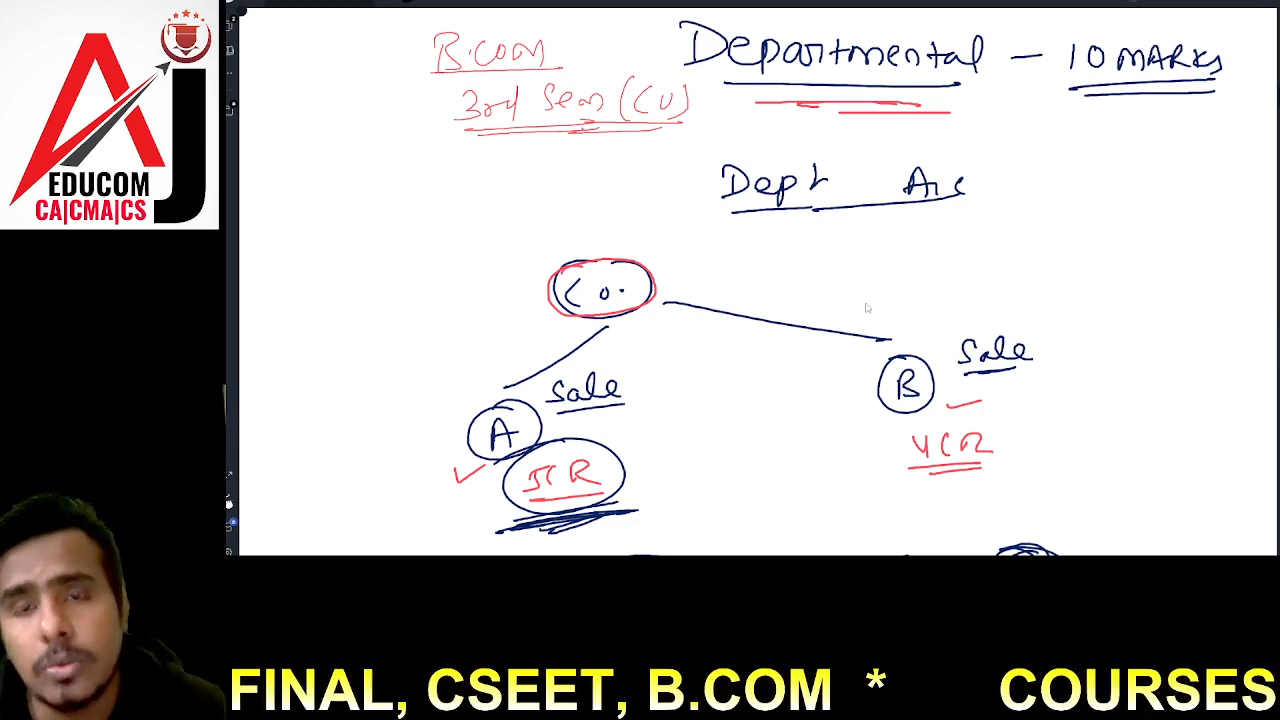 EDUCOM
CA|CMA|CS
B.COM
3rd Sem (CU)
Departmental - 10 MARKS
Dept A/c
Co.
A Sale
B Sale
4CR
FINAL, CSEET, B.COM * COURSES